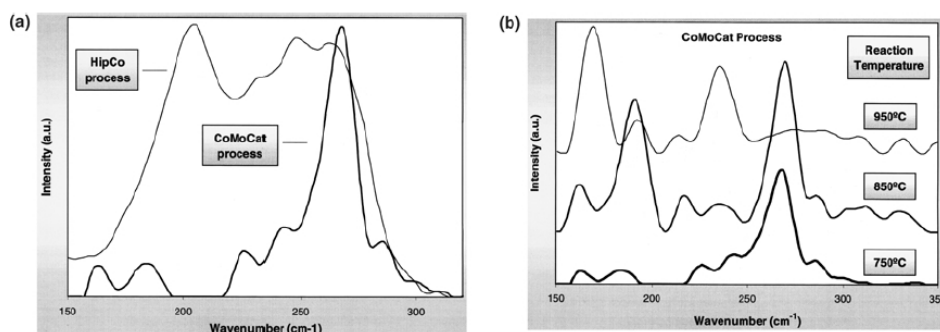 (a)
HipCo
process
CoMoCat
process
Intensity (a.u.)
150
200
250
300
Wavenumber (cm-1)
(b)
CoMoCat Process
Reaction
Temperature
950ºC
850ºC
750ºC
Intensity (a.u.)
150
200
250
300
350
Wavenumber (cm⁻¹)